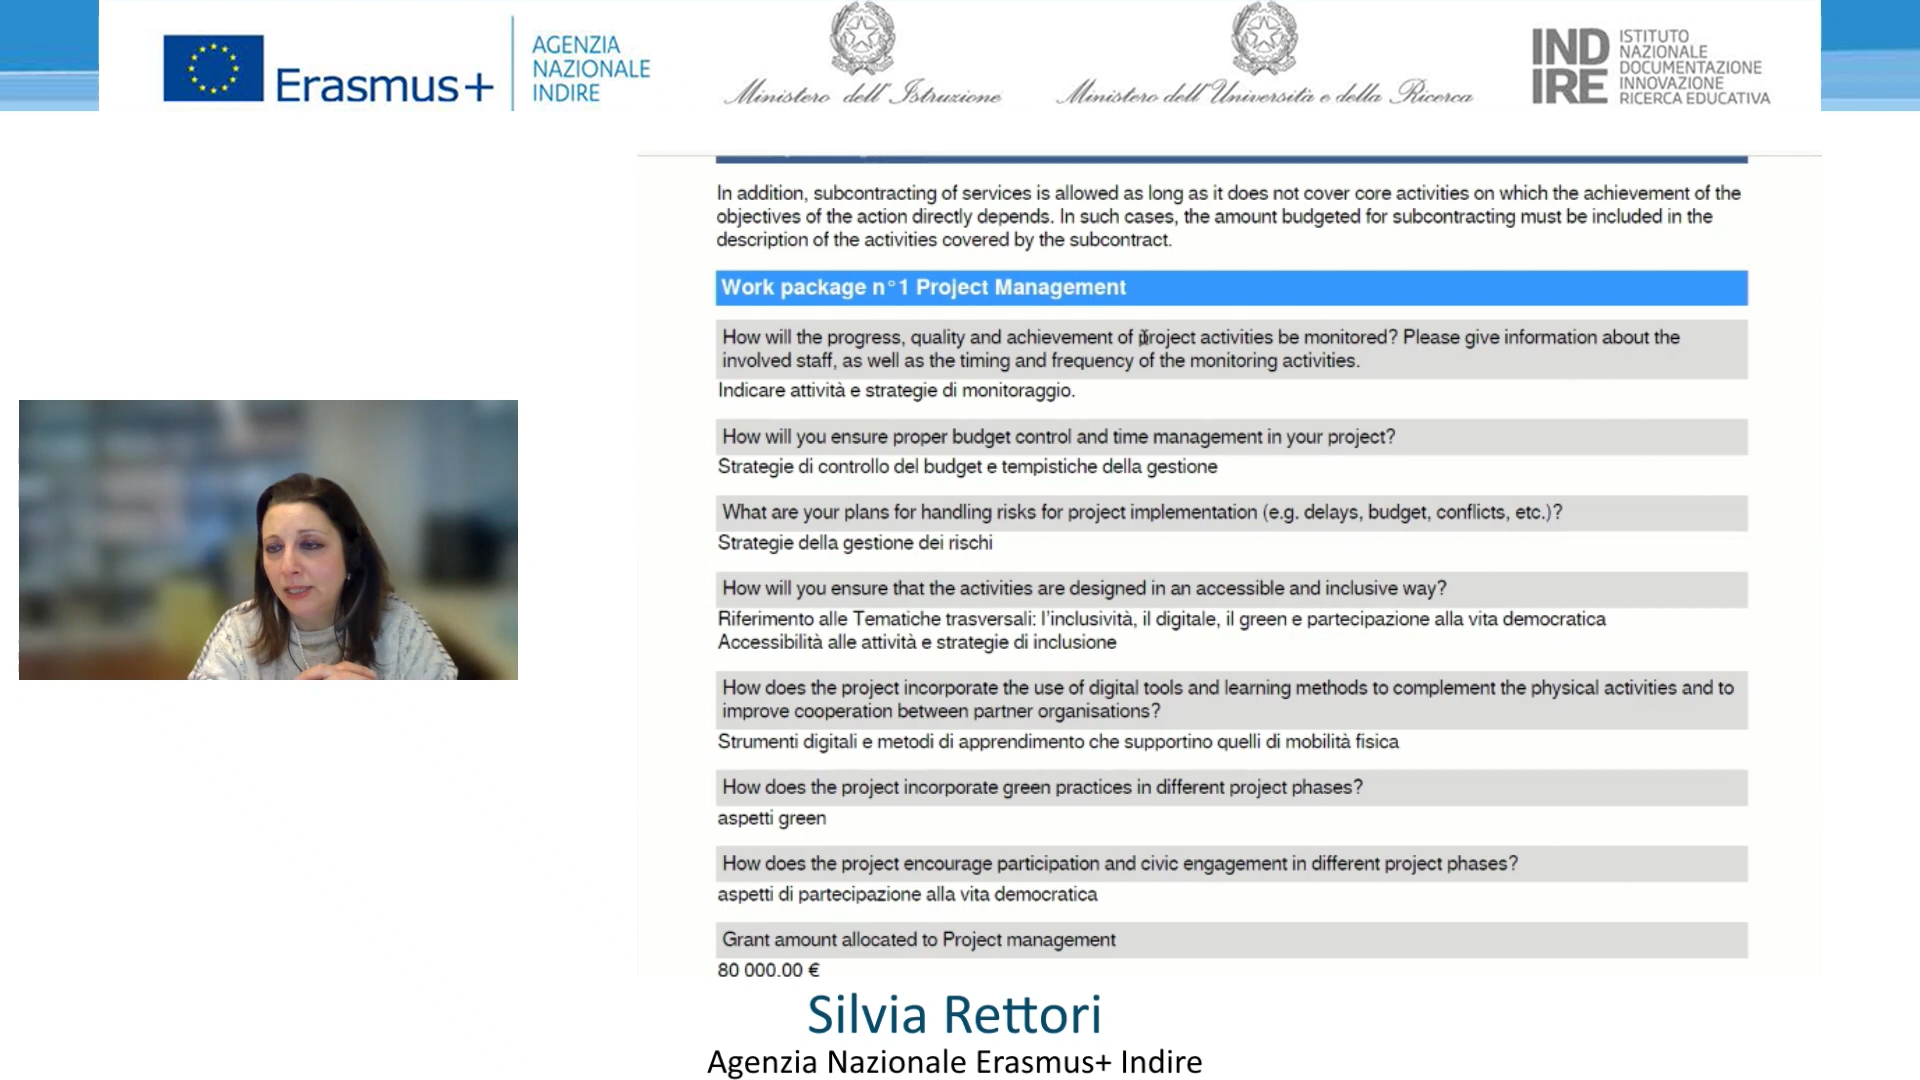 Erasmus+
AGENZIA
NAZIONALE
INDIRE
Ministero dell'Istruzione
Ministero dell'Università e della Ricerca
IND
IRE
ISTITUTO
NAZIONALE
DOCUMENTAZIONE
INNOVAZIONE
RICERCA EDUCATIVA
In addition, subcontracting of services is allowed as long as it does not cover core activities on which the achievement of the
objectives of the action directly depends. In such cases, the amount budgeted for subcontracting must be included in the
description of the activities covered by the subcontract.
Work package n°1 Project Management
How will the progress, quality and achievement of project activities be monitored? Please give information about the
involved staff, as well as the timing and frequency of the monitoring activities.
Indicare attività e strategie di monitoraggio.
How will you ensure proper budget control and time management in your project?
Strategie di controllo del budget e tempistiche della gestione
What are your plans for handling risks for project implementation (e.g. delays, budget, conflicts, etc.)?
Strategie della gestione dei rischi
How will you ensure that the activities are designed in an accessible and inclusive way?
Riferimento alle Tematiche trasversali: l'inclusività, il digitale, il green e partecipazione alla vita democratica
Accessibilità alle attività e strategie di inclusione
How does the project incorporate the use of digital tools and learning methods to complement the physical activities and to
improve cooperation between partner organisations?
Strumenti digitali e metodi di apprendimento che supportino quelli di mobilità fisica
How does the project incorporate green practices in different project phases?
aspetti green
How does the project encourage participation and civic engagement in different project phases?
aspetti di partecipazione alla vita democratica
Grant amount allocated to Project management
80 000.00 €
Silvia Rettori
Agenzia Nazionale Erasmus+ Indire